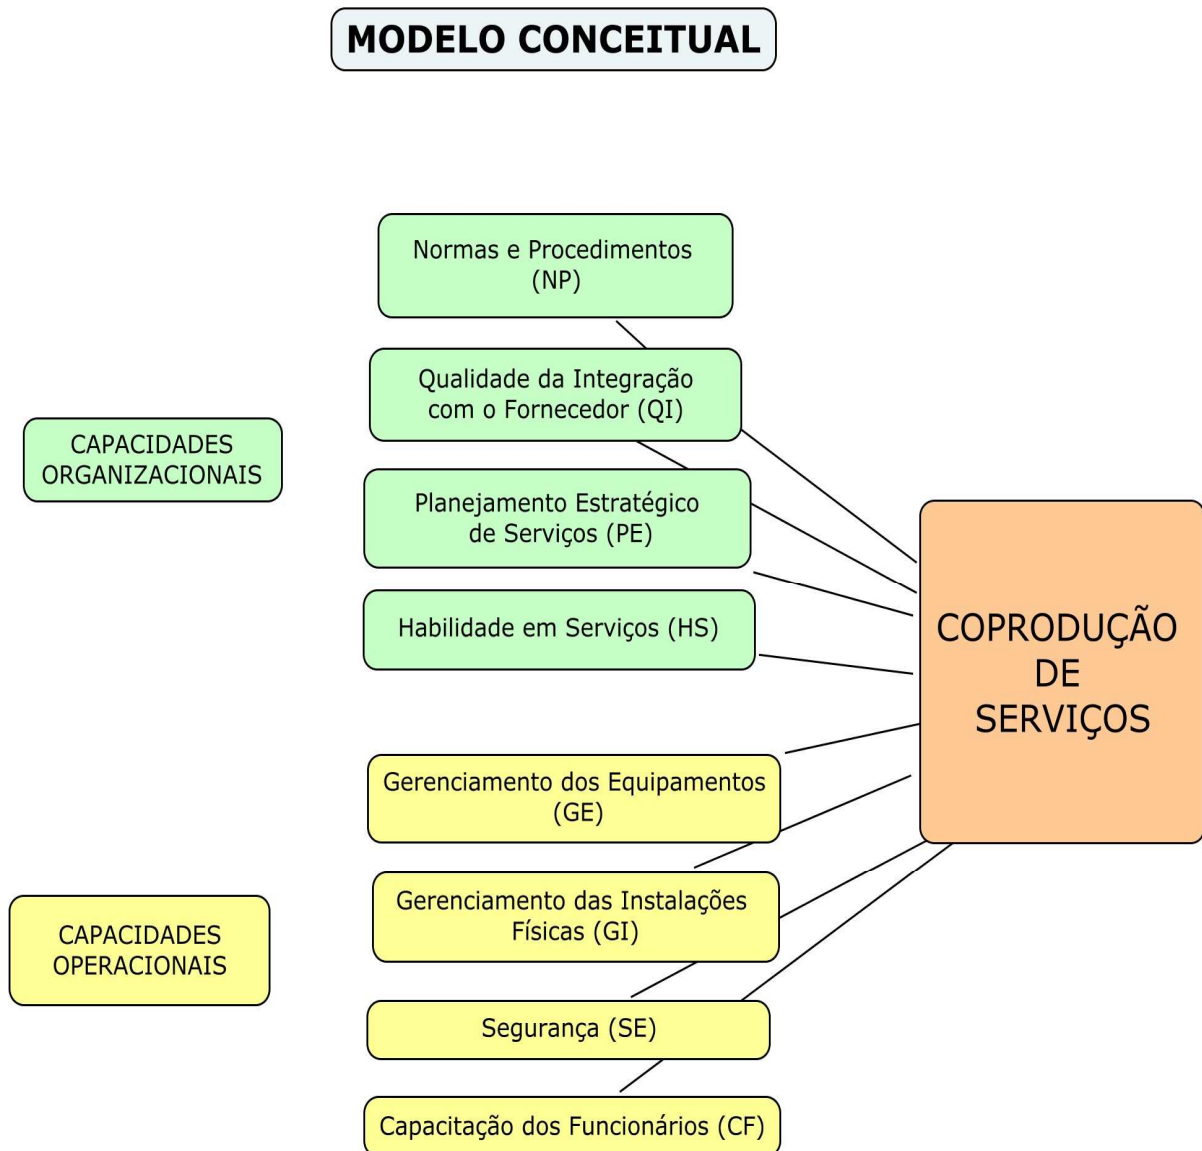 MODELO CONCEITUAL
Normas e Procedimentos
(NP)
Qualidade da Integração
com o Fornecedor (QI)
CAPACIDADES
ORGANIZACIONAIS
Planejamento Estratégico
de Serviços (PE)
Habilidade em Serviços (HS)
COPRODUÇÃO
DE
SERVIÇOS
Gerenciamento dos Equipamentos
(GE)
Gerenciamento das Instalações
Físicas (GI)
CAPACIDADES
OPERACIONAIS
Segurança (SE)
Capacitação dos Funcionários (CF)